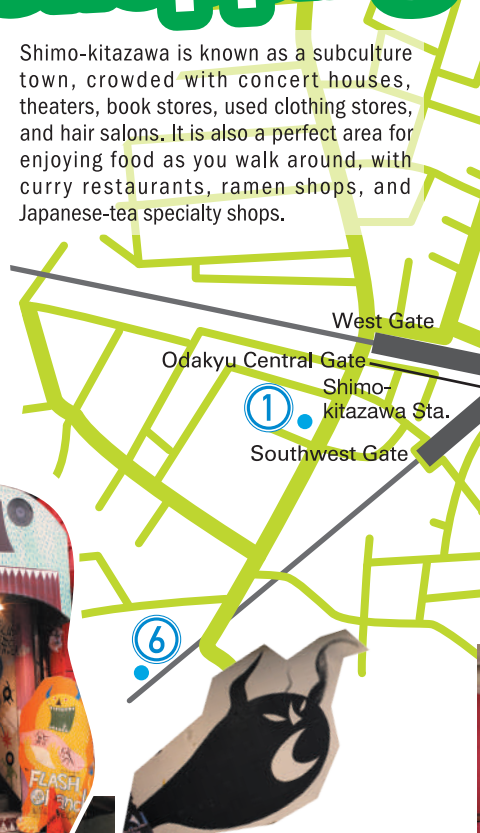 Shimo-kitazawa is known as a subculture
town, crowded with concert houses,
theaters, book stores, used clothing stores,
and hair salons. It is also a perfect area for
enjoying food as you walk around, with
curry restaurants, ramen shops, and
Japanese-tea specialty shops.
West Gate
Odakyu Central Gate
Shimo-
kitazawa Sta.
1
Southwest Gate
6
FLASH